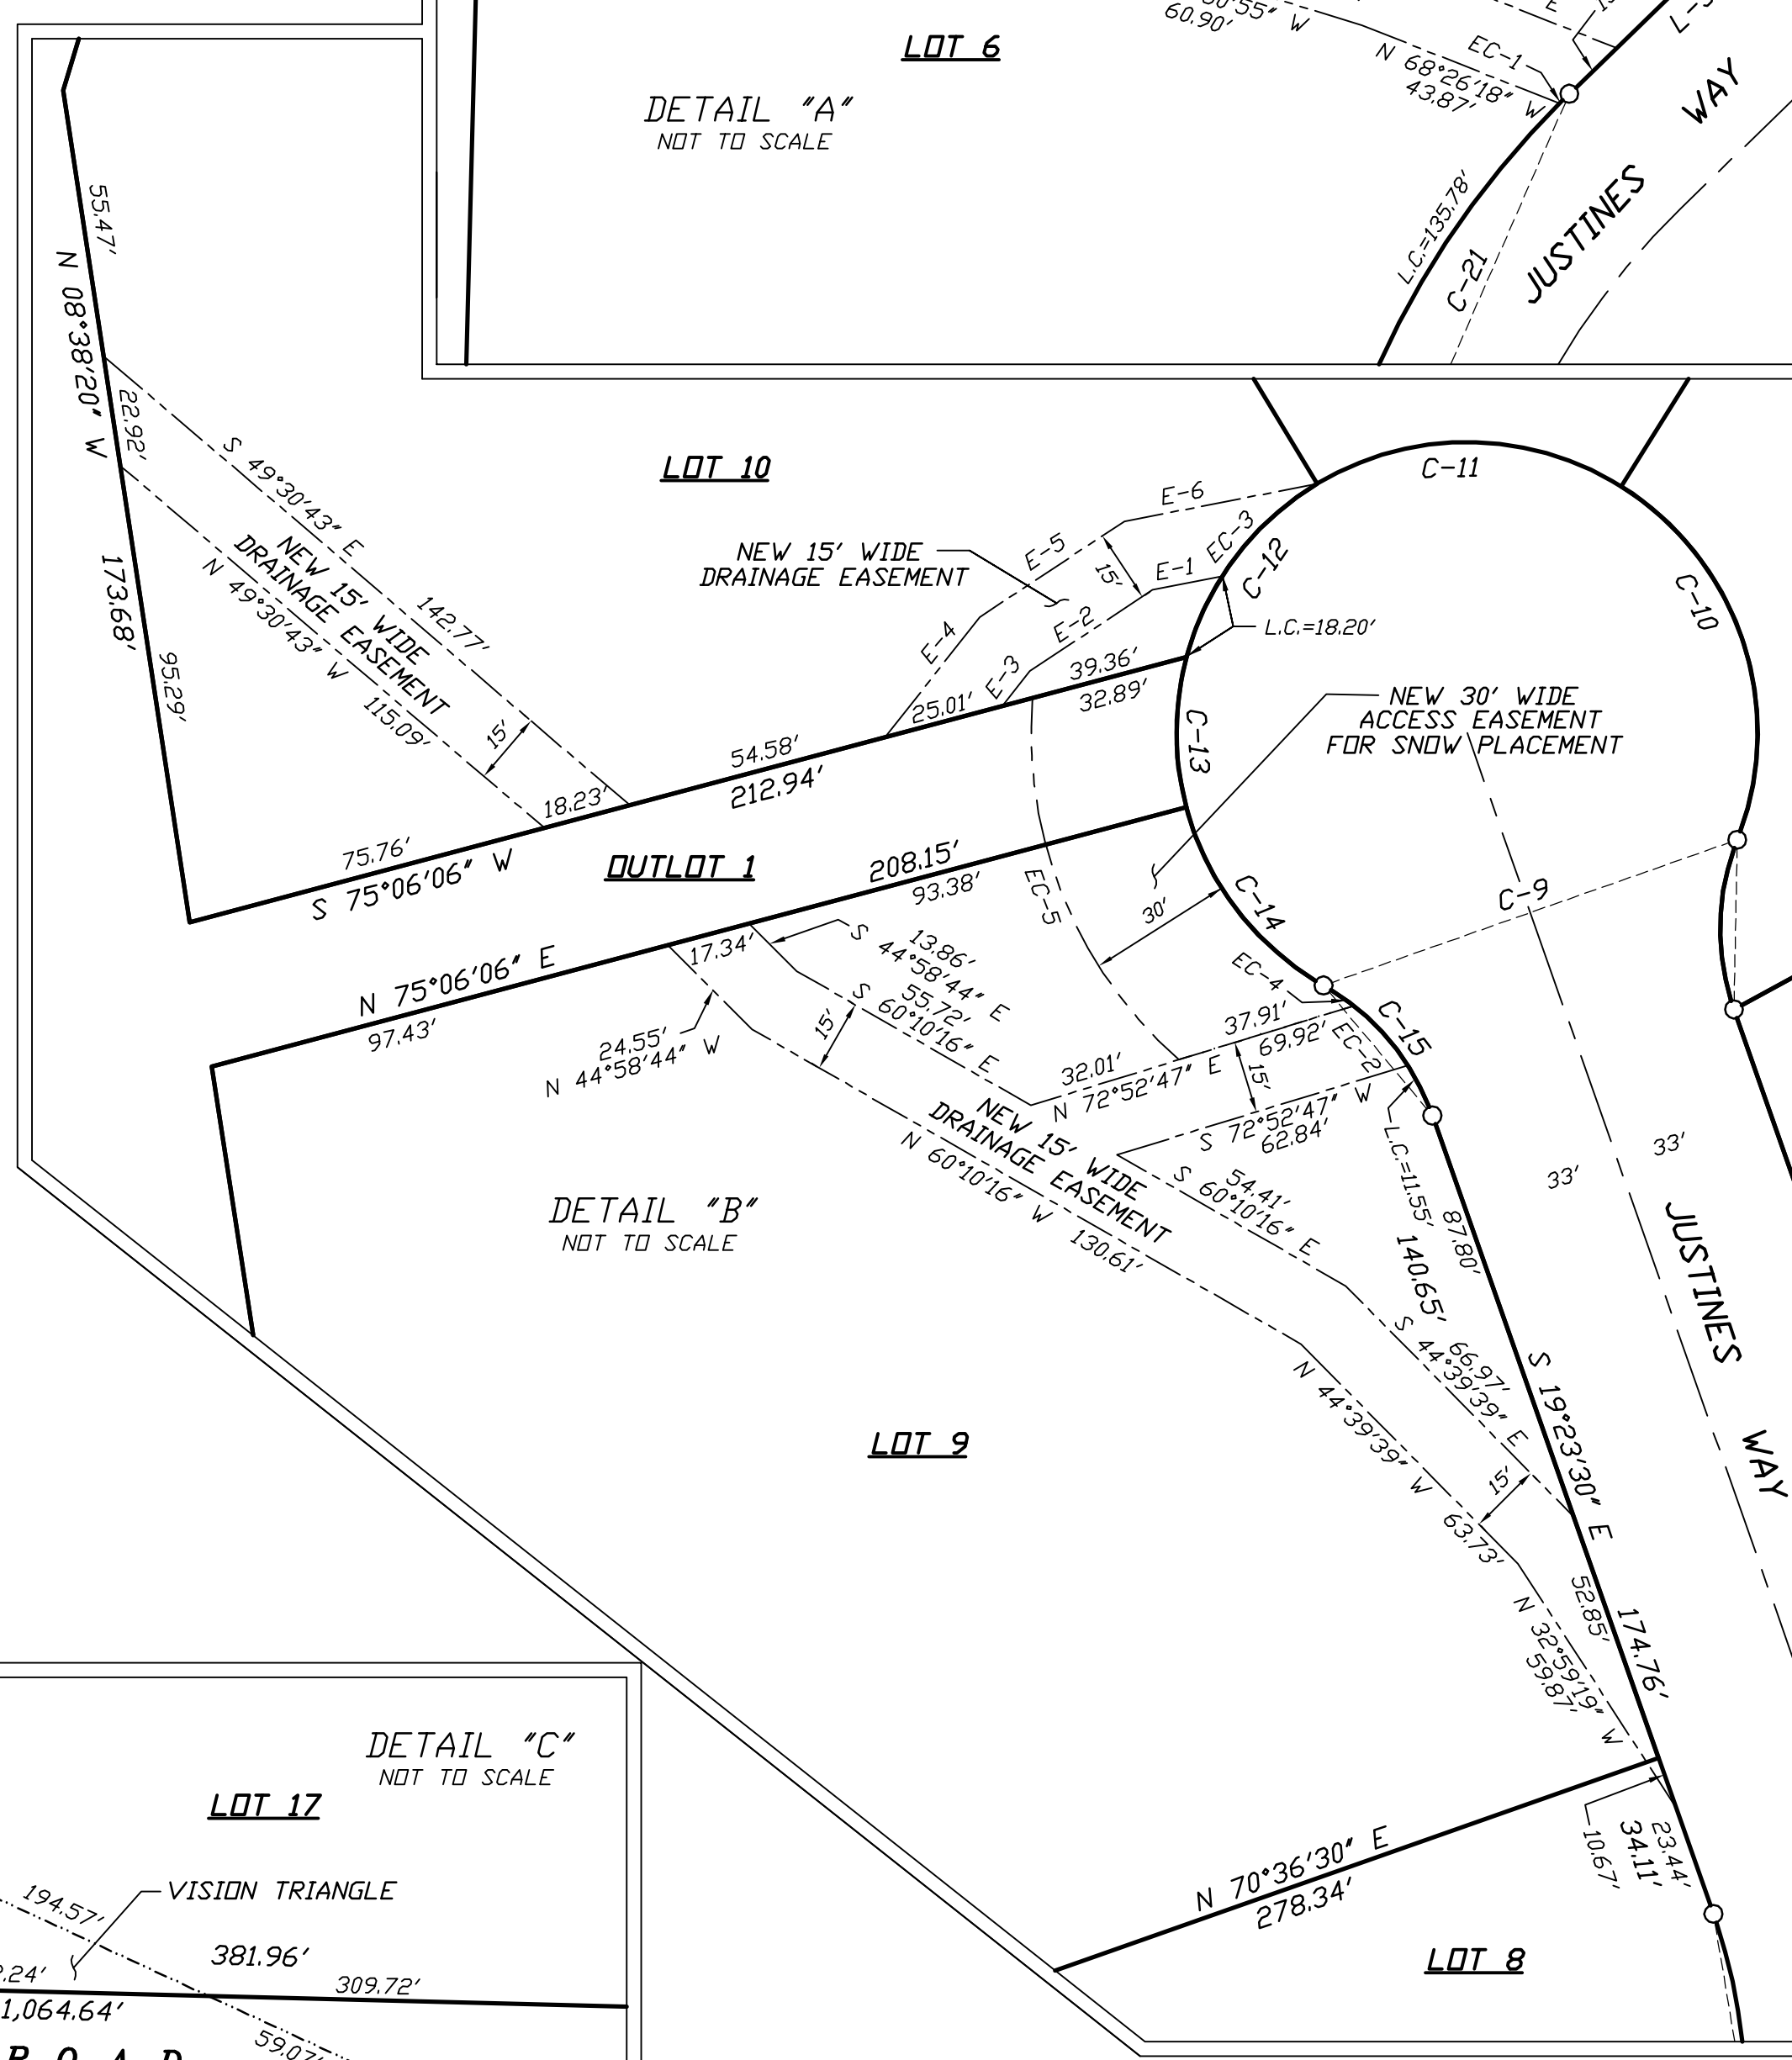 LOT 6
DETAIL "A"
NOT TO SCALE
60.90'
W
E
EC-1
N 68°26'18" W
43.87'
L.C.=135.78'
C-21
JUSTINES WAY
55.47'
N 08°38'20" W
22.92'
173.68'
95.29'
S 49°30'43" E
142.77'
NEW 15' WIDE
DRAINAGE EASEMENT
N 49°30'43" W
115.09'
15'
LOT 10
NEW 15' WIDE
DRAINAGE EASEMENT
E-6
E-5
E-4
15'
E-1
E-2
E-3
EC-3
C-12
C-11
C-10
L.C.=18.20'
39.36'
32.89'
25.01'
54.58'
212.94'
18.23'
75.76'
S 75°06'06" W
C-13
NEW 30' WIDE
ACCESS EASEMENT
FOR SNOW PLACEMENT
OUTLOT 1
208.15'
93.38'
EC-5
30'
C-14
C-9
17.34'
N 75°06'06" E
97.43'
13.86'
S 44°58'44" E
55.72'
S 60°10'16" E
24.55'
N 44°58'44" W
15'
EC-4
C-15
EC-2
37.91'
69.92'
32.01'
N 72°52'47" E
15'
S 72°52'47" W
62.84'
NEW 15' WIDE
DRAINAGE EASEMENT
N 60°10'16" W
130.61'
54.41'
S 60°10'16" E
L.C.=11.55'
87.80'
140.65'
33'
33'
JUSTINES WAY
DETAIL "B"
NOT TO SCALE
66.97'
S 44°39'39" E
S 19°23'30" E
N 44°39'39" W
63.73'
15'
LOT 9
52.85'
174.76'
N 32°59'19" W
59.87'
N 70°36'30" E
278.34'
10.67'
23.44'
34.11'
LOT 8
DETAIL "C"
NOT TO SCALE
LOT 17
VISION TRIANGLE
194.57'
381.96'
309.72'
1,064.64'
59.07'
R O A D